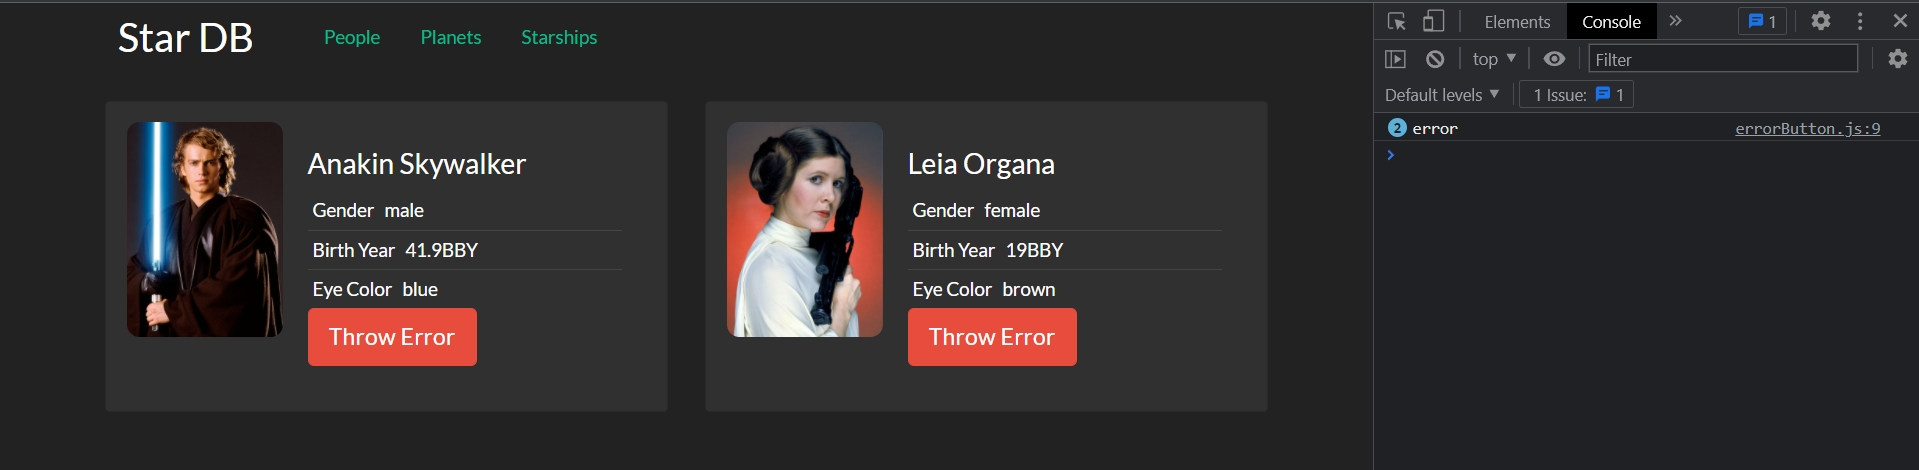 Star DB People Planets Starships
Anakin Skywalker
Gender male
Birth Year 41.9BBY
Eye Color blue
Throw Error
Leia Organa
Gender female
Birth Year 19BBY
Eye Color brown
Throw Error
Elements Console 1
top Filter
Default levels 1 Issue: 1
2 error errorButton.js:9